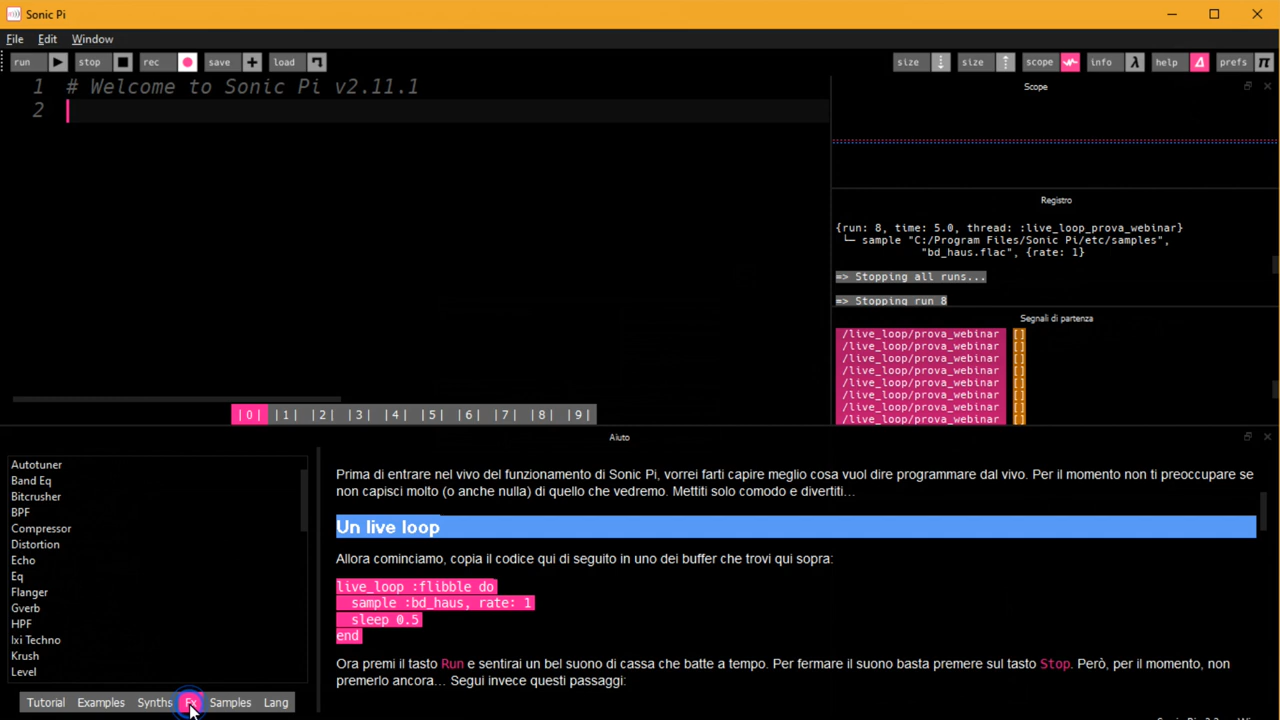 Sonic Pi
File Edit Window
run stop rec save load size size scope info λ help prefs π
1 # Welcome to Sonic Pi v2.11.1
2
Scope
Registro
{run: 8, time: 5.0, thread: :live_loop_prova_webinar}
└─ sample "C:/Program Files/Sonic Pi/etc/samples",
"bd_haus.flac", {rate: 1}
=> Stopping all runs...
=> Stopping run 8
Segnali di partenza
/live_loop/prova_webinar []
/live_loop/prova_webinar []
/live_loop/prova_webinar []
/live_loop/prova_webinar []
/live_loop/prova_webinar []
/live_loop/prova_webinar []
/live_loop/prova_webinar []
/live_loop/prova_webinar []
|0| |1| |2| |3| |4| |5| |6| |7| |8| |9|
Aiuto
Autotuner
Band Eq
Bitcrusher
BPF
Compressor
Distortion
Echo
Eq
Flanger
Gverb
HPF
Ixi Techno
Krush
Level
Tutorial Examples Synths Fx Samples Lang
Prima di entrare nel vivo del funzionamento di Sonic Pi, vorrei farti capire meglio cosa vuol dire programmare dal vivo. Per il momento non ti preoccupare se
non capisci molto (o anche nulla) di quello che vedremo. Mettiti solo comodo e divertiti...
Un live loop
Allora cominciamo, copia il codice qui di seguito in uno dei buffer che trovi qui sopra:
live_loop :flibble do
sample :bd_haus, rate: 1
sleep 0.5
end
Ora premi il tasto Run e sentirai un bel suono di cassa che batte a tempo. Per fermare il suono basta premere sul tasto Stop. Però, per il momento, non
premerlo ancora... Segui invece questi passaggi: